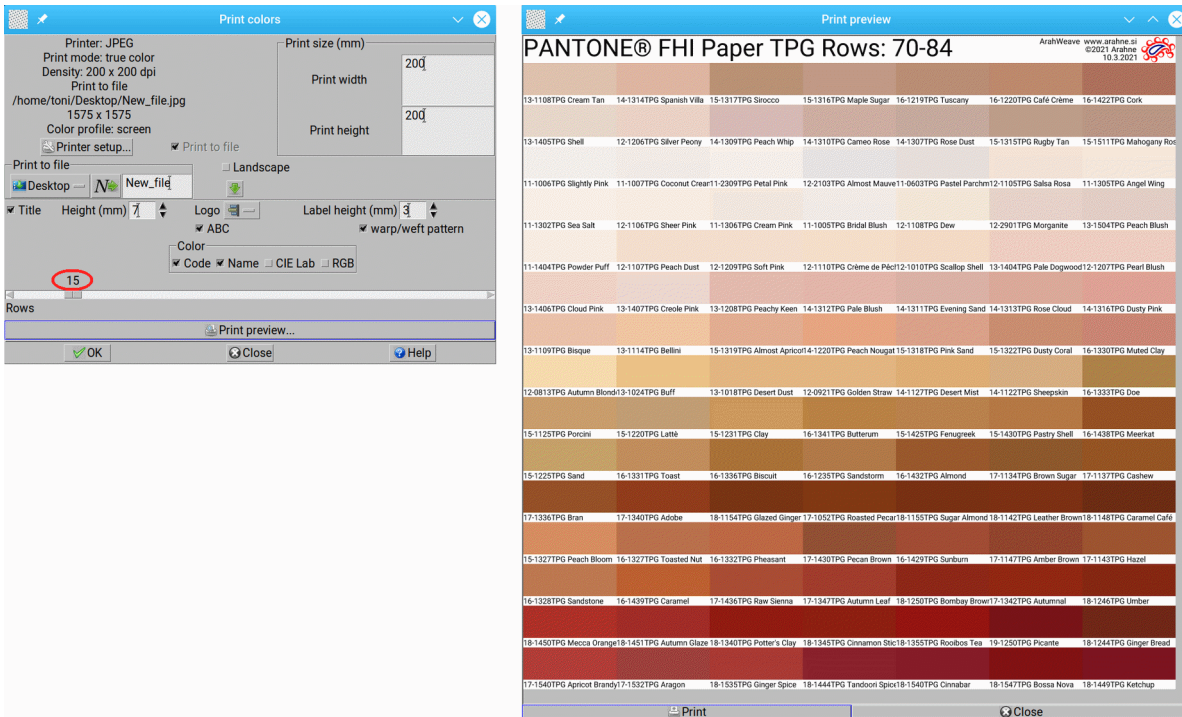 Print colors
Printer: JPEG
Print mode: true color
Density: 200 x 200 dpi
Print to file
/home/toni/Desktop/New_file.jpg
1575 x 1575
Color profile: screen
Printer setup...
Print to file
Print size (mm)
Print width
200
Print height
200
Print to file
Desktop
N
New_file
Landscape
Title
Height (mm) 7
Logo
Label height (mm) 3
ABC
warp/weft pattern
Color
Code Name CIE Lab RGB
15
Rows
Print preview...
OK Close Help
Print preview
PANTONE® FHI Paper TPG Rows: 70-84
ArahWeave www.arahne.si
©2021 Arahne
10.3.2021
13-1108TPG Cream Tan 14-1314TPG Spanish Villa 15-1317TPG Sirocco 15-1316TPG Maple Sugar 16-1219TPG Tuscany 16-1220TPG Café Crème 16-1422TPG Cork
13-1405TPG Shell 12-1206TPG Silver Peony 14-1309TPG Peach Whip 14-1310TPG Cameo Rose 14-1307TPG Rose Dust 15-1315TPG Rugby Tan 15-1511TPG Mahogany Ros
11-1006TPG Slightly Pink 11-1007TPG Coconut Crear 11-2309TPG Petal Pink 12-2103TPG Almost Mauve 11-0603TPG Pastel Parchm 12-1105TPG Salsa Rosa 11-1305TPG Angel Wing
11-1302TPG Sea Salt 12-1106TPG Sheer Pink 11-1306TPG Cream Pink 11-1005TPG Bridal Blush 12-1108TPG Dew 12-2901TPG Morganite 13-1504TPG Peach Blush
11-1404TPG Powder Puff 12-1107TPG Peach Dust 12-1209TPG Soft Pink 12-1110TPG Crème de Pêcl 12-1010TPG Scallop Shell 13-1404TPG Pale Dogwood 12-1207TPG Pearl Blush
13-1406TPG Cloud Pink 13-1407TPG Creole Pink 13-1208TPG Peachy Keen 14-1312TPG Pale Blush 14-1311TPG Evening Sand 14-1313TPG Rose Cloud 14-1316TPG Dusty Pink
13-1109TPG Bisque 13-1114TPG Bellini 15-1319TPG Almost Apricot 14-1220TPG Peach Nougat 15-1318TPG Pink Sand 15-1322TPG Dusty Coral 16-1330TPG Muted Clay
12-0813TPG Autumn Blond 13-1024TPG Buff 13-1018TPG Desert Dust 12-0921TPG Golden Straw 14-1127TPG Desert Mist 14-1122TPG Sheepskin 16-1333TPG Doe
15-1125TPG Porcini 15-1220TPG Lattè 15-1231TPG Clay 16-1341TPG Butterum 15-1425TPG Fenugreek 15-1430TPG Pastry Shell 16-1438TPG Meerkat
15-1225TPG Sand 16-1331TPG Toast 16-1336TPG Biscuit 16-1235TPG Sandstorm 16-1432TPG Almond 17-1134TPG Brown Sugar 17-1137TPG Cashew
17-1336TPG Bran 17-1340TPG Adobe 18-1154TPG Glazed Ginger 17-1052TPG Roasted Pecar 18-1155TPG Sugar Almond 18-1142TPG Leather Brown 18-1148TPG Caramel Café
15-1327TPG Peach Bloom 16-1327TPG Toasted Nut 16-1332TPG Pheasant 17-1430TPG Pecan Brown 16-1429TPG Sunburn 17-1147TPG Amber Brown 17-1143TPG Hazel
16-1328TPG Sandstone 16-1439TPG Caramel 17-1436TPG Raw Sienna 17-1347TPG Autumn Leaf 18-1250TPG Bombay Browr 17-1342TPG Autumnal 18-1246TPG Umber
18-1450TPG Mecca Orange 18-1451TPG Autumn Glaze 18-1340TPG Potter's Clay 18-1345TPG Cinnamon Stic 18-1355TPG Rooibos Tea 19-1250TPG Picante 18-1244TPG Ginger Bread
17-1540TPG Apricot Brandy 17-1532TPG Aragon 18-1535TPG Ginger Spice 18-1444TPG Tandoori Spice 18-1540TPG Cinnabar 18-1547TPG Bossa Nova 18-1449TPG Ketchup
Print Close